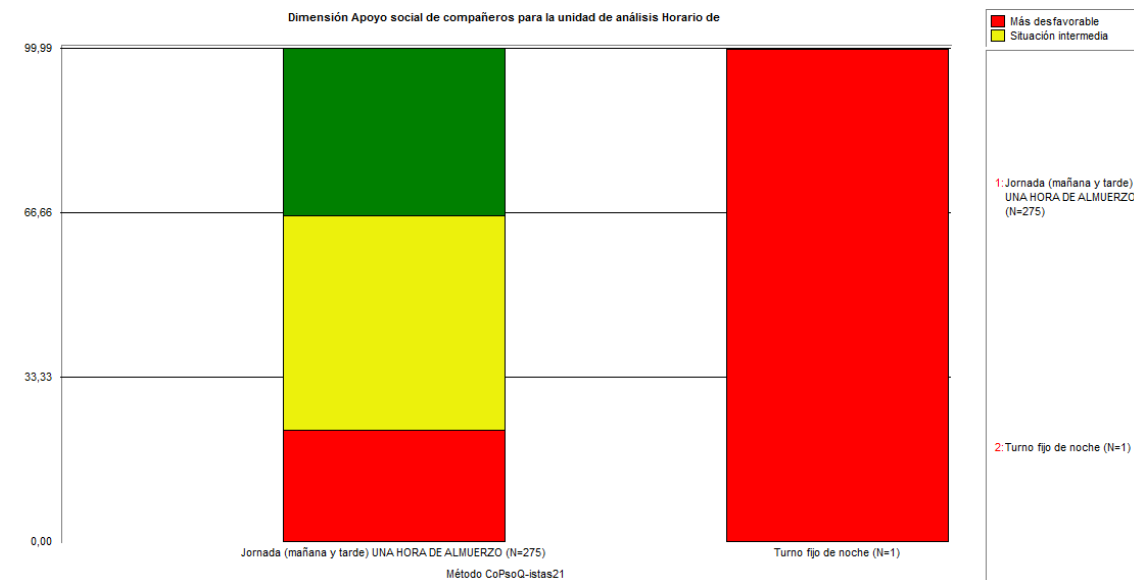 Dimensión Apoyo social de compañeros para la unidad de análisis Horario de
99,99
66,66
33,33
0,00
Jornada (mañana y tarde) UNA HORA DE ALMUERZO (N=275)
Turno fijo de noche (N=1)
Método CoPsoQ-istas21
Más desfavorable
Situación intermedia
1:Jornada (mañana y tarde)
UNA HORA DE ALMUERZO
(N=275)
2:Turno fijo de noche (N=1)